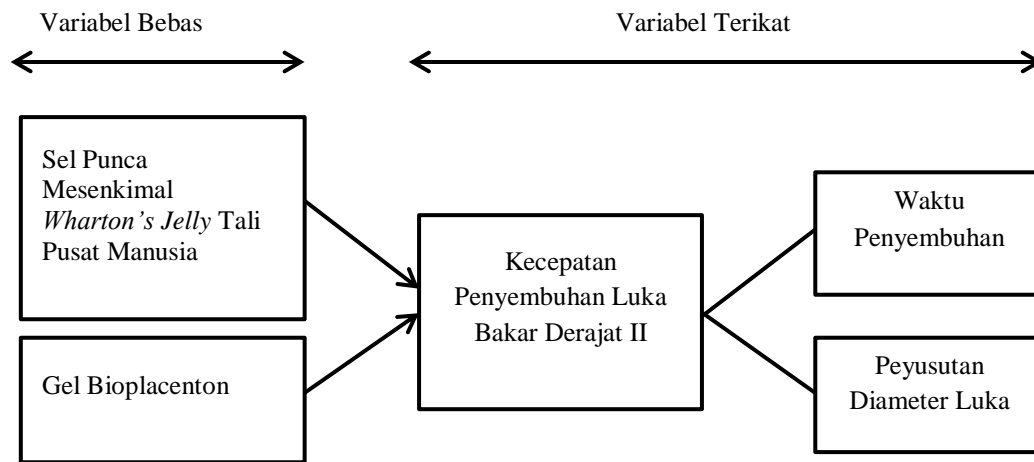 Variabel Bebas
Variabel Terikat
Sel Punca
Mesenkimal
Wharton’s Jelly Tali
Pusat Manusia
Gel Bioplacenton
Kecepatan
Penyembuhan Luka
Bakar Derajat II
Waktu
Penyembuhan
Peyusutan
Diameter Luka